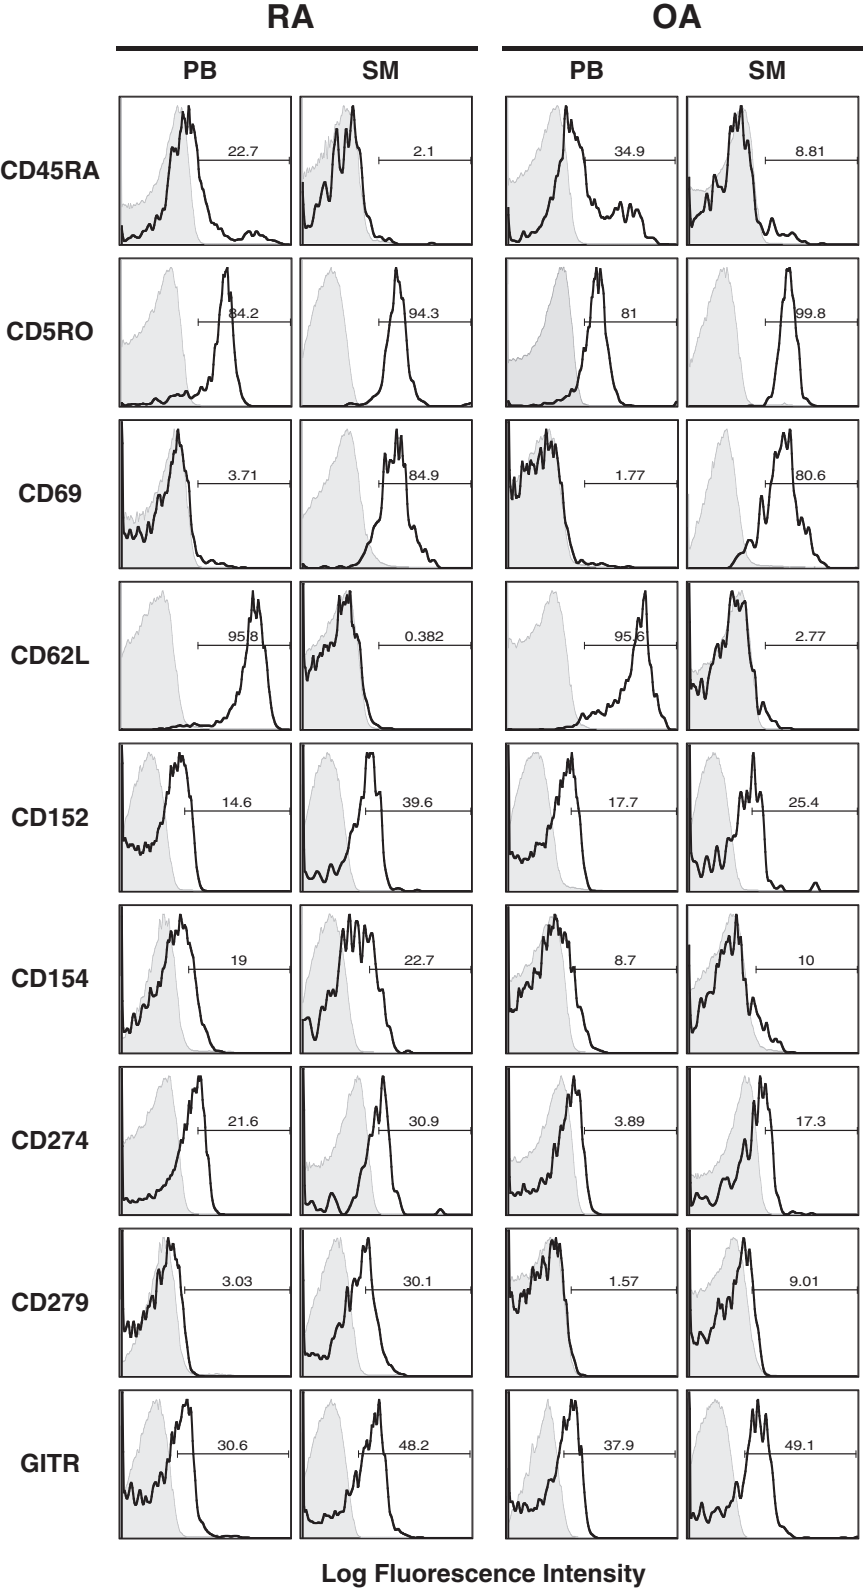 RA OA
PB SM PB SM
CD45RA 22.7 2.1 34.9 8.81
CD5RO 84.2 94.3 81 99.8
CD69 3.71 84.9 1.77 80.6
CD62L 95.8 0.382 95.6 2.77
CD152 14.6 39.6 17.7 25.4
CD154 19 22.7 8.7 10
CD274 21.6 30.9 3.89 17.3
CD279 3.03 30.1 1.57 9.01
GITR 30.6 48.2 37.9 49.1
Log Fluorescence Intensity